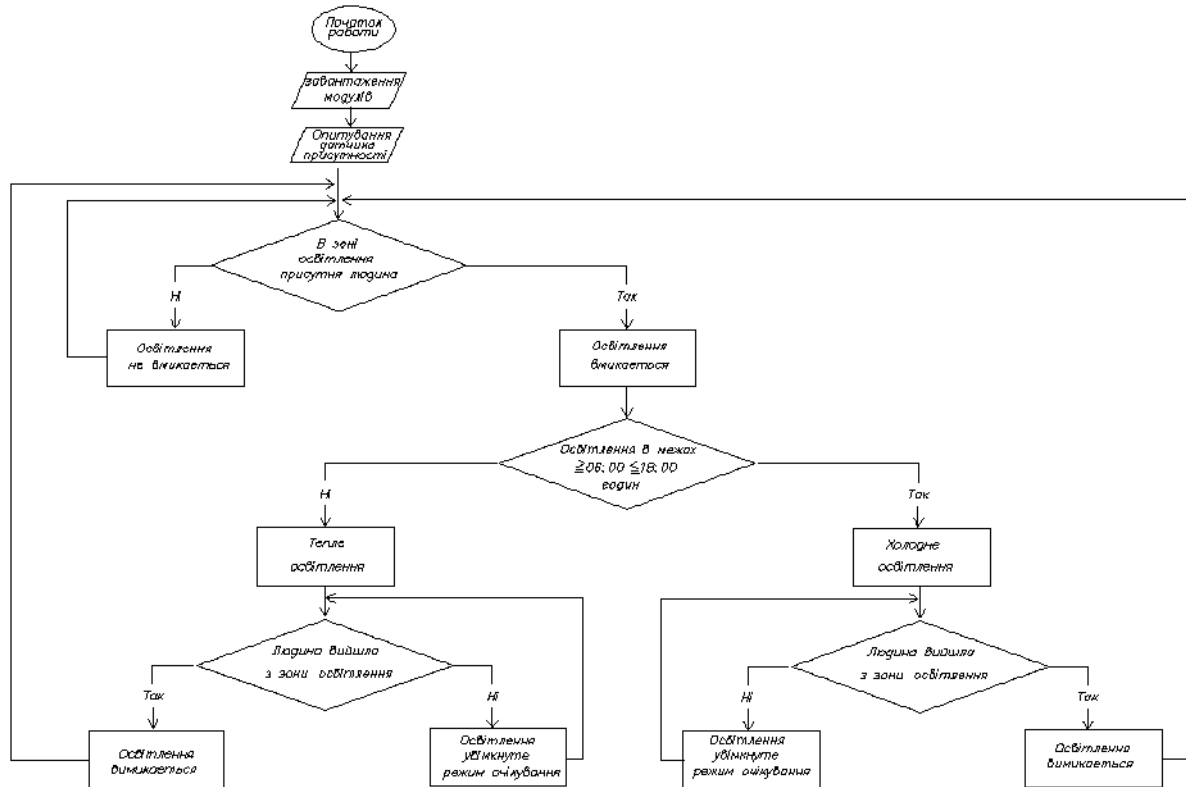 Початок
работи
завантаження
модулів
Опитування
датчика
присутності
В зоні
освітлення
присутня людина
Ні
Так
Освітлення
не вмикається
Освітлення
вмикається
Освітлення в межах
≧06:00 ≦18:00
годин
Ні
Так
Тепле
освітлення
Холодне
освітлення
Людина вийшла
з зони освітлення
Людина вийшла
з зони освітлення
Так
Ні
Ні
Так
Освітлення
вимикається
Освітлення
увімкнуте
режим очікування
Освітлення
увімкнуте
режим очікування
Освітлення
вимикається